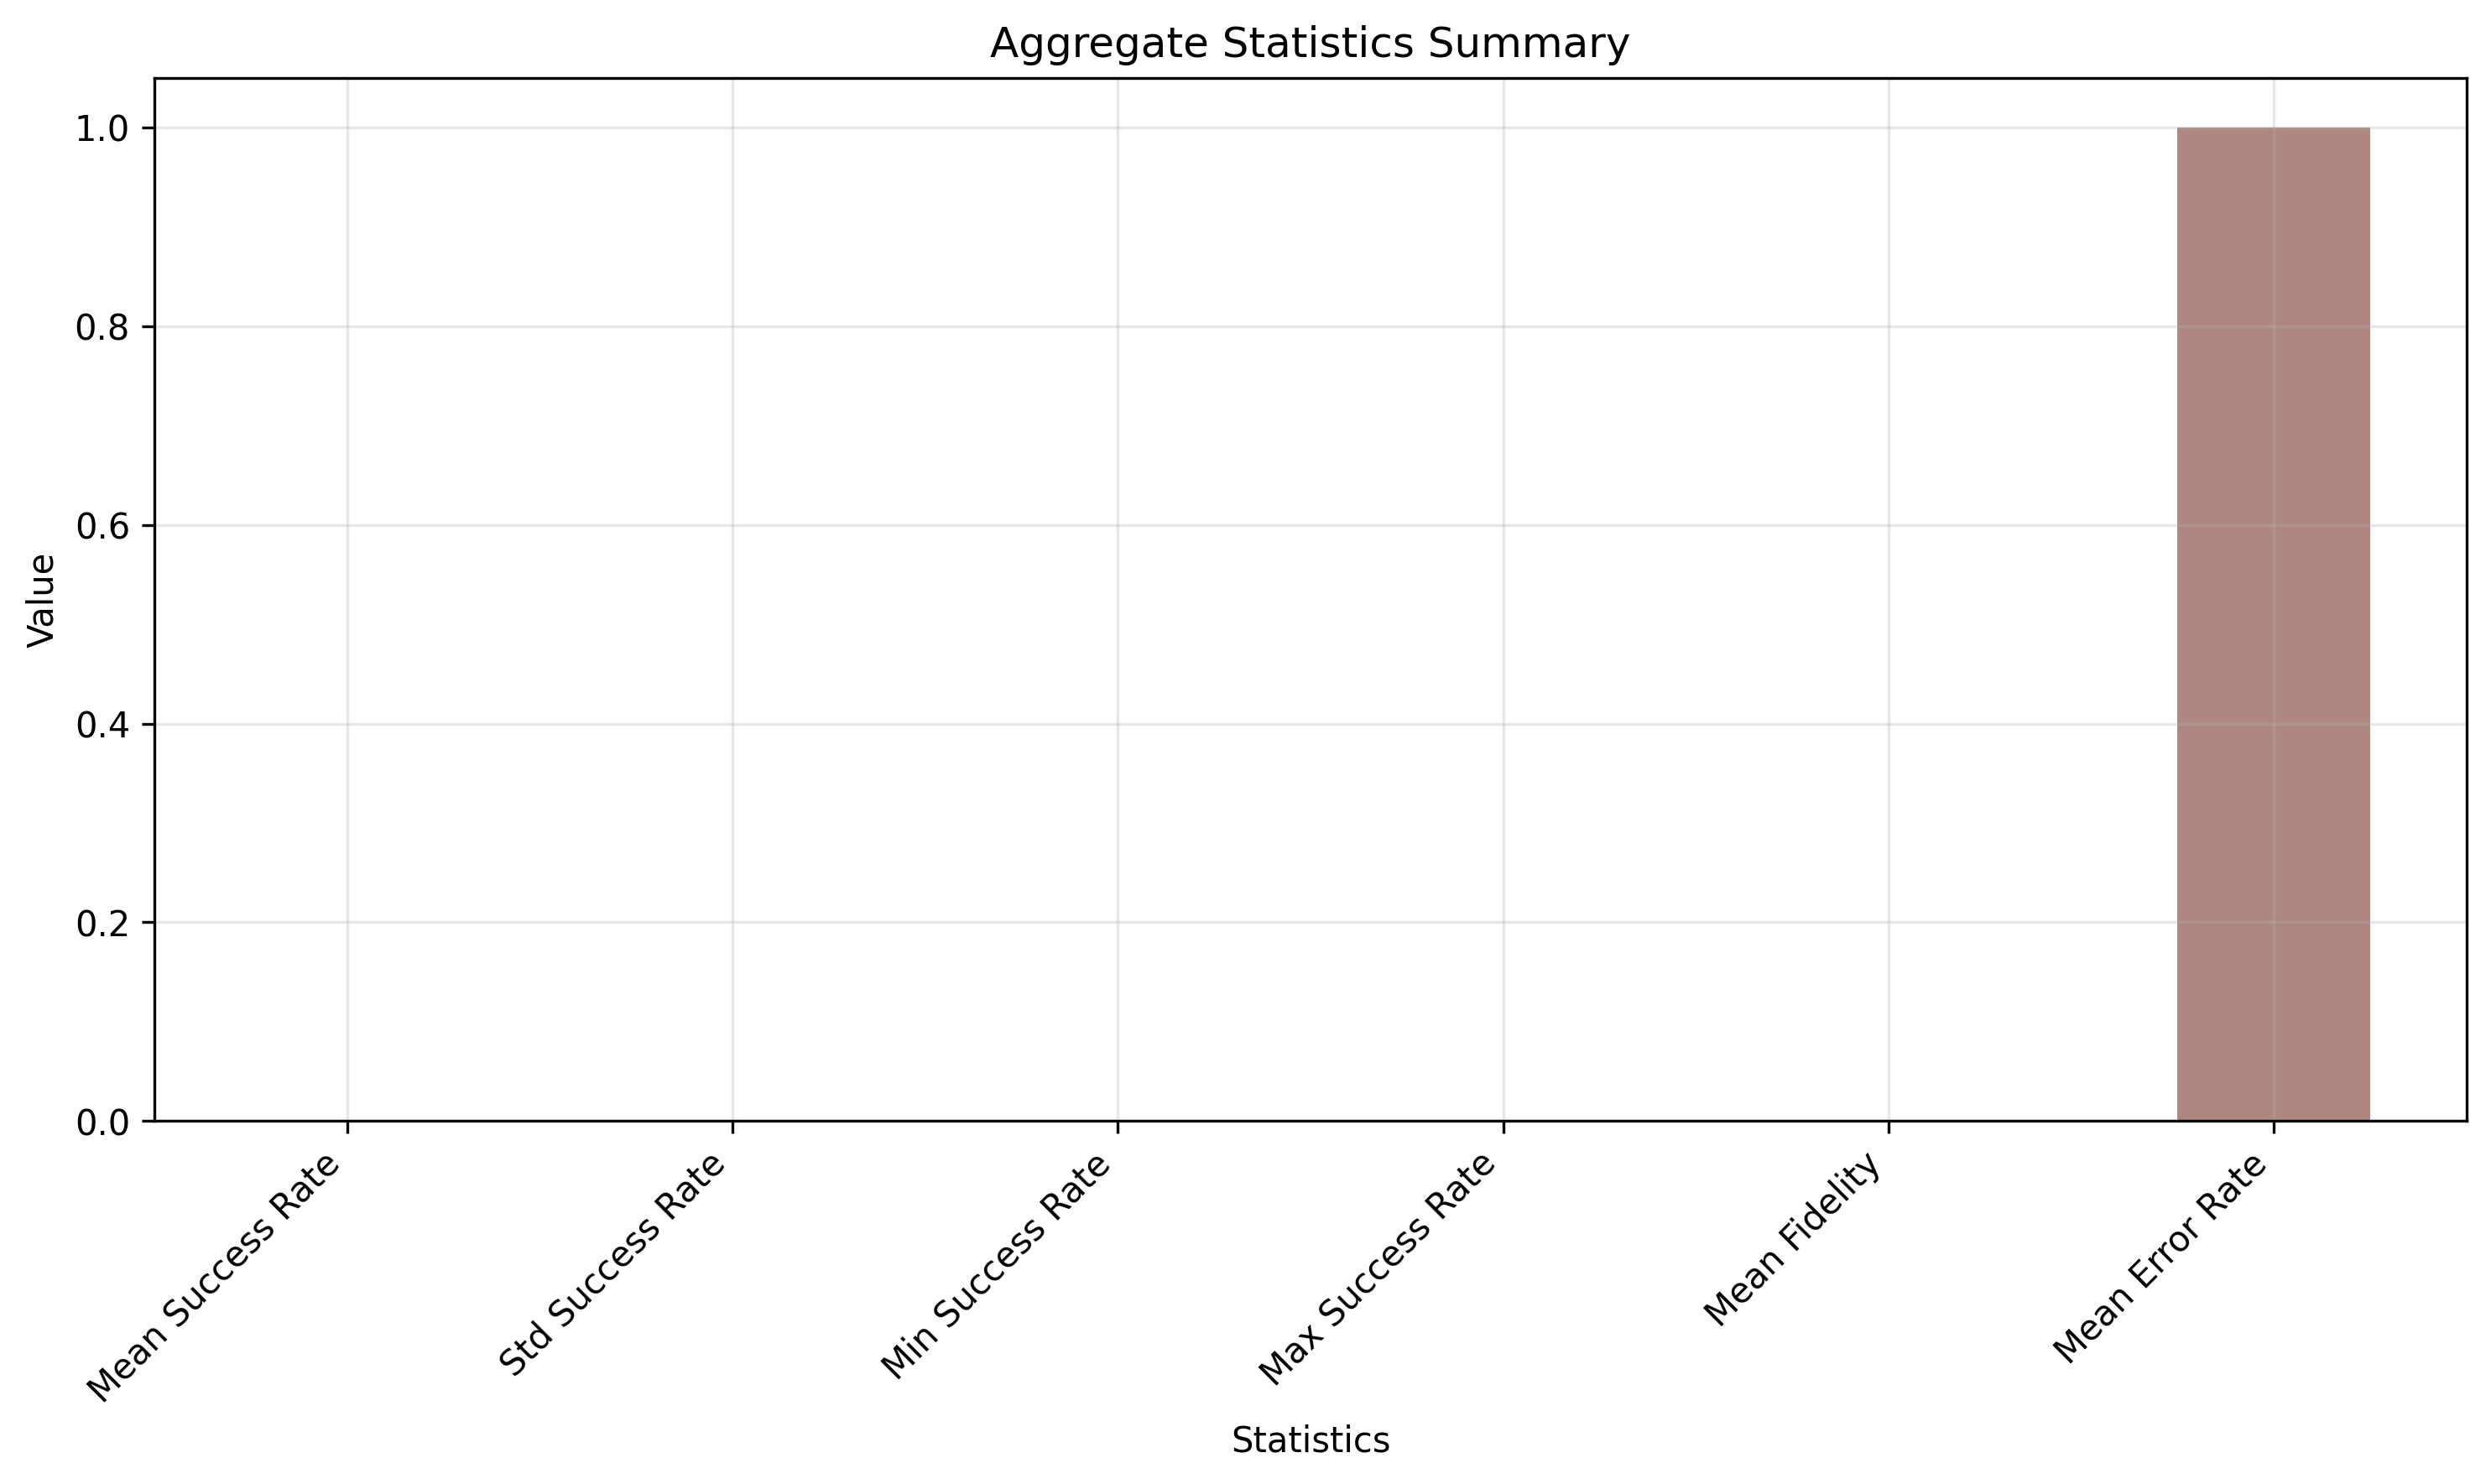 Aggregate Statistics Summary
1.0
0.8
0.6
0.4
0.2
0.0
Value
Mean Success Rate
Std Success Rate
Min Success Rate
Max Success Rate
Mean Fidelity
Mean Error Rate
Statistics